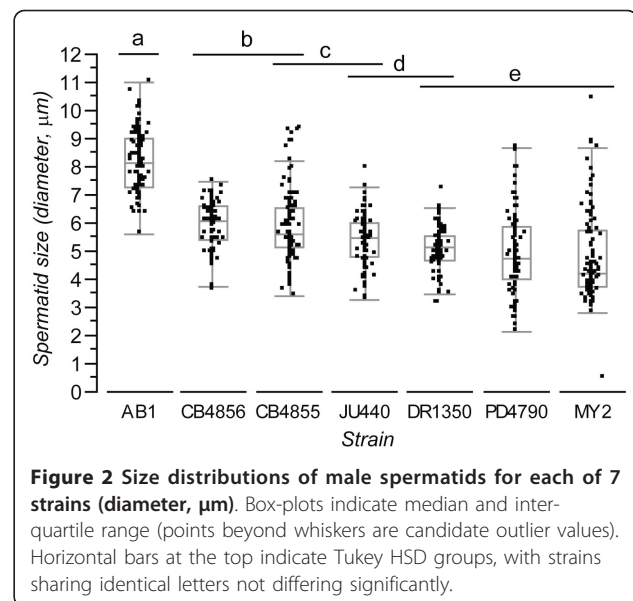 a b c d e
12
11
10
9
8
7
6
5
4
3
2
1
0
Spermatid size (diameter, µm)
AB1 CB4856 CB4855 JU440 DR1350 PD4790 MY2
Strain
Figure 2 Size distributions of male spermatids for each of 7
strains (diameter, µm). Box-plots indicate median and inter-
quartile range (points beyond whiskers are candidate outlier values).
Horizontal bars at the top indicate Tukey HSD groups, with strains
sharing identical letters not differing significantly.